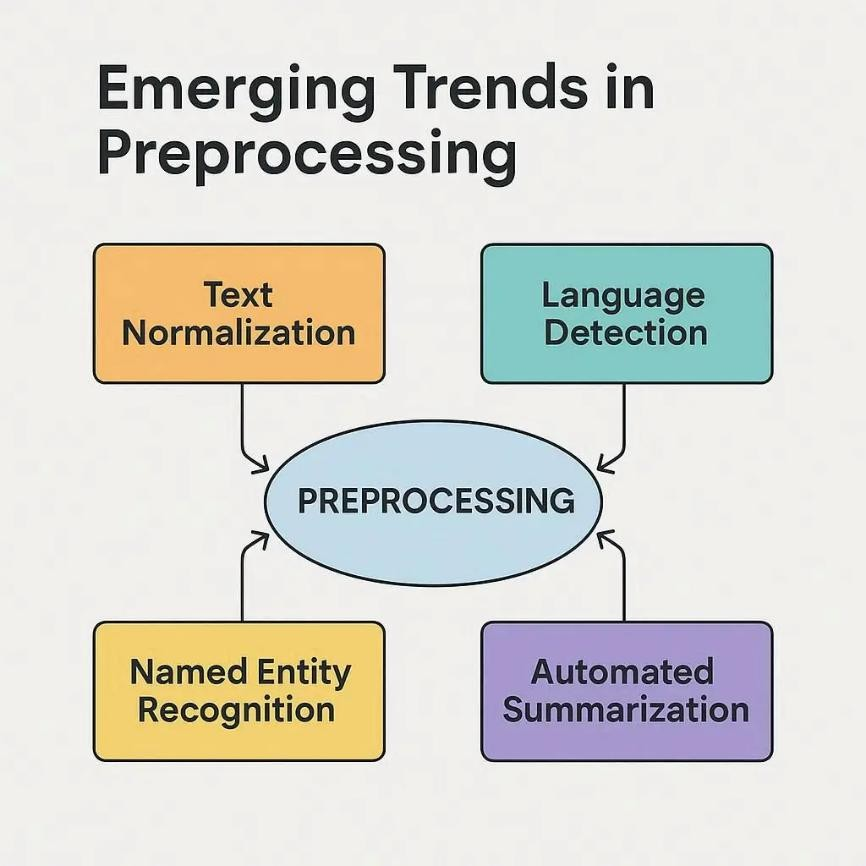 Emerging Trends in
Preprocessing
Text
Normalization
Language
Detection
PREPROCESSING
Named Entity
Recognition
Automated
Summarization